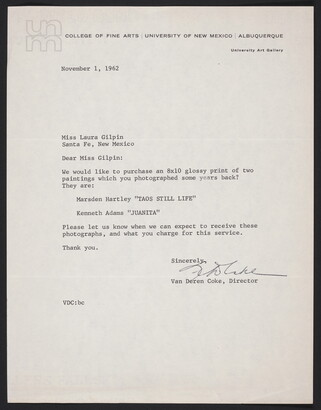 unm
COLLEGE OF FINE ARTS | UNIVERSITY OF NEW MEXICO | ALBUQUERQUE
University Art Gallery
November 1, 1962
Miss Laura Gilpin
Santa Fe, New Mexico
Dear Miss Gilpin:
We would like to purchase an 8x10 glossy print of two
paintings which you photographed some years back?
They are:
Marsden Hartley "TAOS STILL LIFE"
Kenneth Adams "JUANITA"
Please let us know when we can expect to receive these
photographs, and what you charge for this service.
Thank you.
Sincerely,
Van Deren Coke, Director
VDC:bc